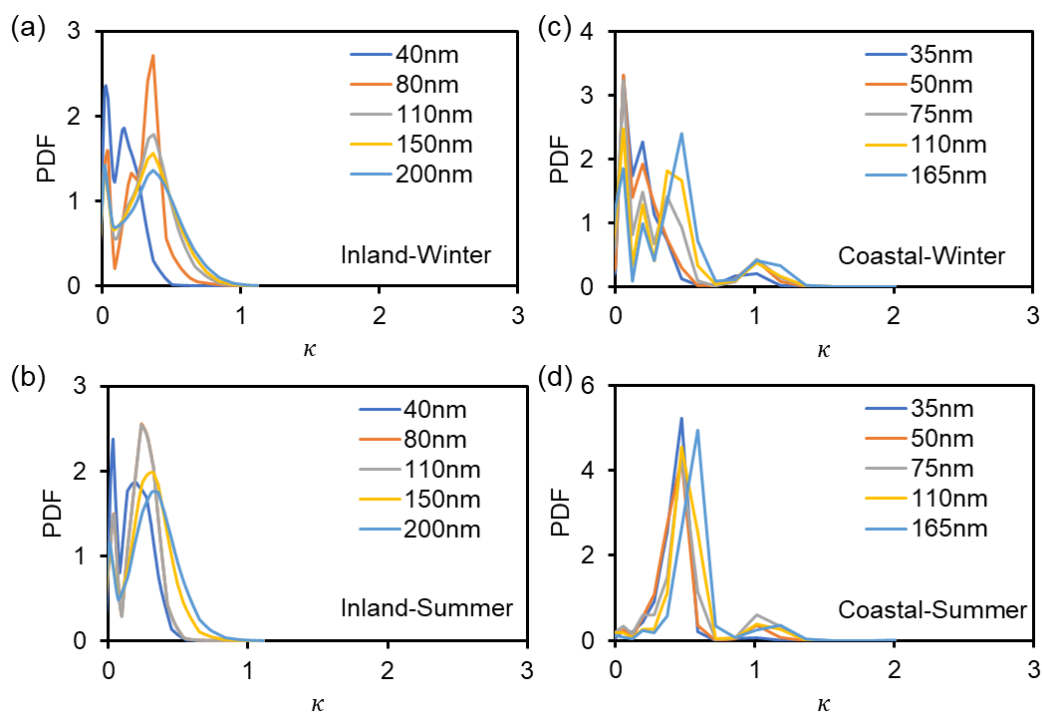 (a)
3
2
1
0
PDF
40nm
80nm
110nm
150nm
200nm
Inland-Winter
0 1 2 3
κ
(c)
4
3
2
1
0
PDF
35nm
50nm
75nm
110nm
165nm
Coastal-Winter
0 1 2 3
κ
(b)
3
2
1
0
PDF
40nm
80nm
110nm
150nm
200nm
Inland-Summer
0 1 2 3
κ
(d)
6
4
2
0
PDF
35nm
50nm
75nm
110nm
165nm
Coastal-Summer
0 1 2 3
κ